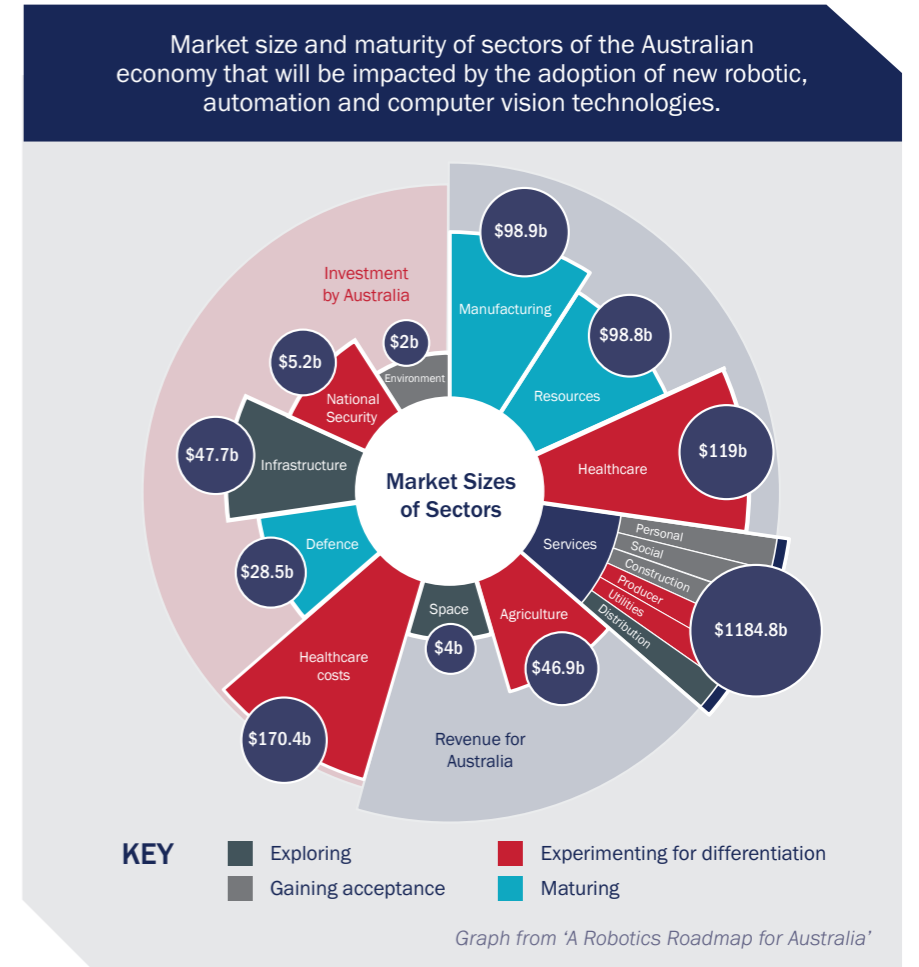 Market size and maturity of sectors of the Australian
economy that will be impacted by the adoption of new robotic,
automation and computer vision technologies.
Investment
by Australia
$98.9b
Manufacturing
$98.8b
Resources
$119b
Healthcare
Services
Personal
Social
Construction
Producer
Utilities
Distribution
$1184.8b
Agriculture
$46.9b
Space
$4b
Revenue for
Australia
Healthcare
costs
$170.4b
Defence
$28.5b
Infrastructure
$47.7b
National
Security
$5.2b
Environment
$2b
Market Sizes
of Sectors
KEY
Exploring
Experimenting for differentiation
Gaining acceptance
Maturing
Graph from ‘A Robotics Roadmap for Australia’